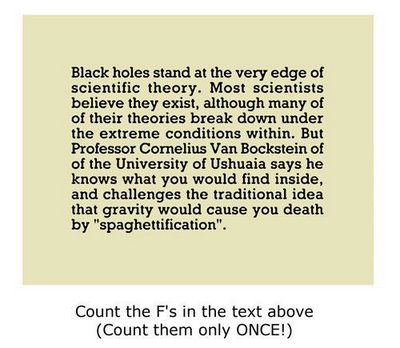 Black holes stand at the very edge of
scientific theory. Most scientists
believe they exist, although many of
of their theories break down under
the extreme conditions within. But
Professor Cornelius Van Bockstein of
of the University of Ushuaia says he
knows what you would find inside,
and challenges the traditional idea
that gravity would cause you death
by "spaghettification".
Count the F's in the text above
(Count them only ONCE!)